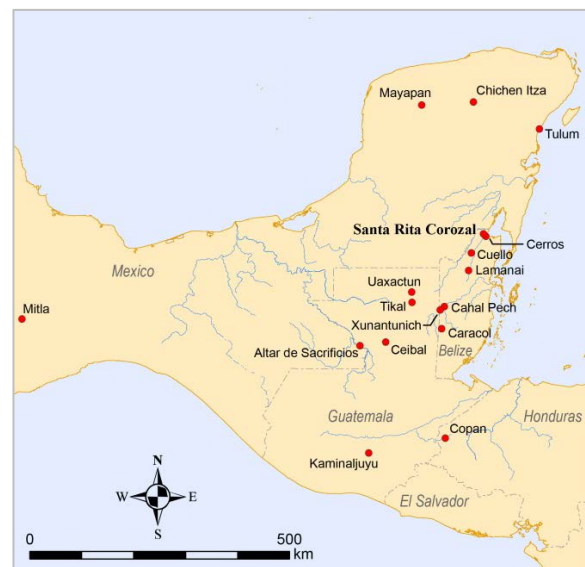 Mayapan
Chichen Itza
Tulum
Santa Rita Corozal
Cerros
Cuello
Lamanai
Mexico
Uaxactun
Tikal
Mitla
Xunantunich
Cahal Pech
Caracol
Altar de Sacrificios
Ceibal
Belize
Guatemala
Honduras
Copan
Kaminaljuyu
El Salvador
N
W
E
S
0
500
km